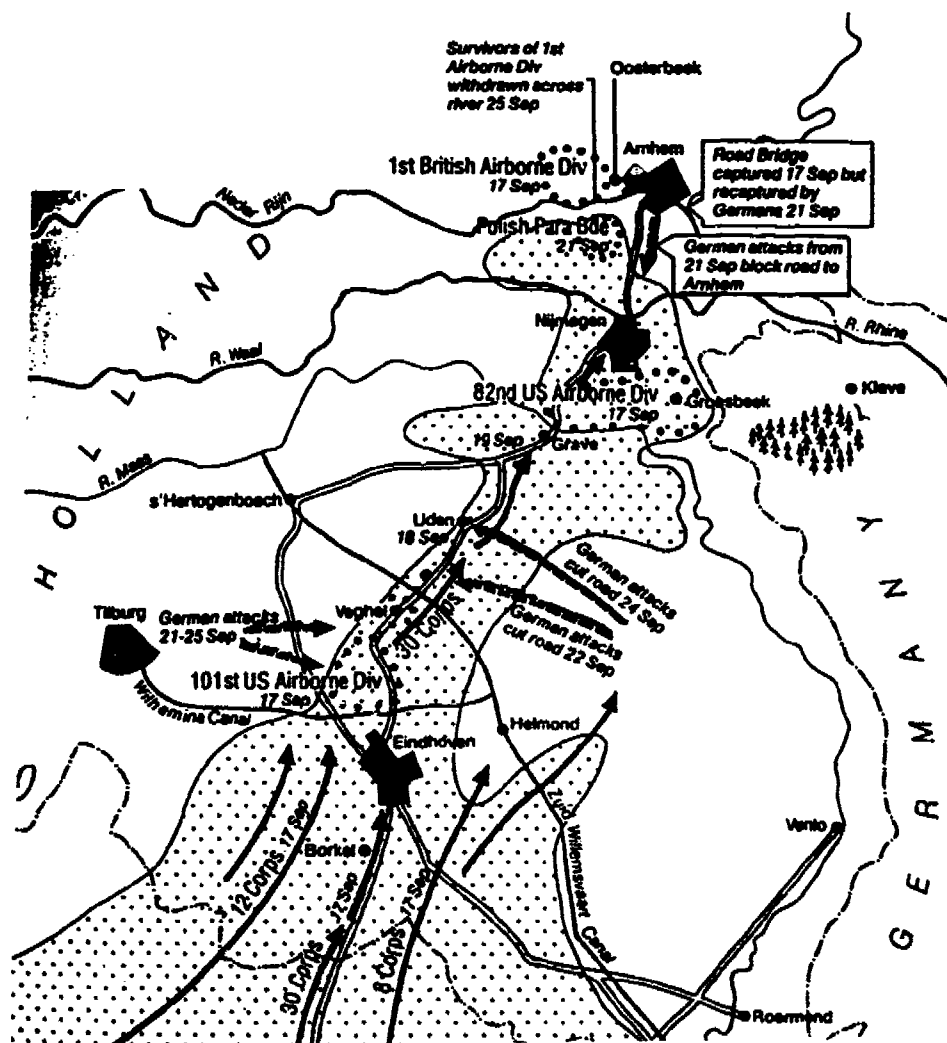 Survivors of 1st
Airborne Div
withdrawn across
river 25 Sep
Oosterbeek
Arnhem
1st British Airborne Div
17 Sep
Road Bridge
captured 17 Sep but
recaptured by
Germans 21 Sep
Neder Rijn
Polish Para Bde
21 Sep
German attacks from
21 Sep block road to
Arnhem
HOLLAND
Nijmegen
R. Rhine
R. Waal
82nd US Airborne Div
17 Sep
Groesbeek
Kleve
19 Sep
Grave
R. Maas
s'Hertogenbosch
Uden
18 Sep
German attacks
cut road 24 Sep
Veghel
30 Corps
German attacks
cut road 22 Sep
Tilburg
German attacks
21-25 Sep
101st US Airborne Div
17 Sep
Wilhemina Canal
Eindhoven
Helmond
GERMANY
Zuid Willemsvaart Canal
Venlo
Borkel
12 Corps 17 Sep
30 Corps 17 Sep
8 Corps 17 Sep
Roermond